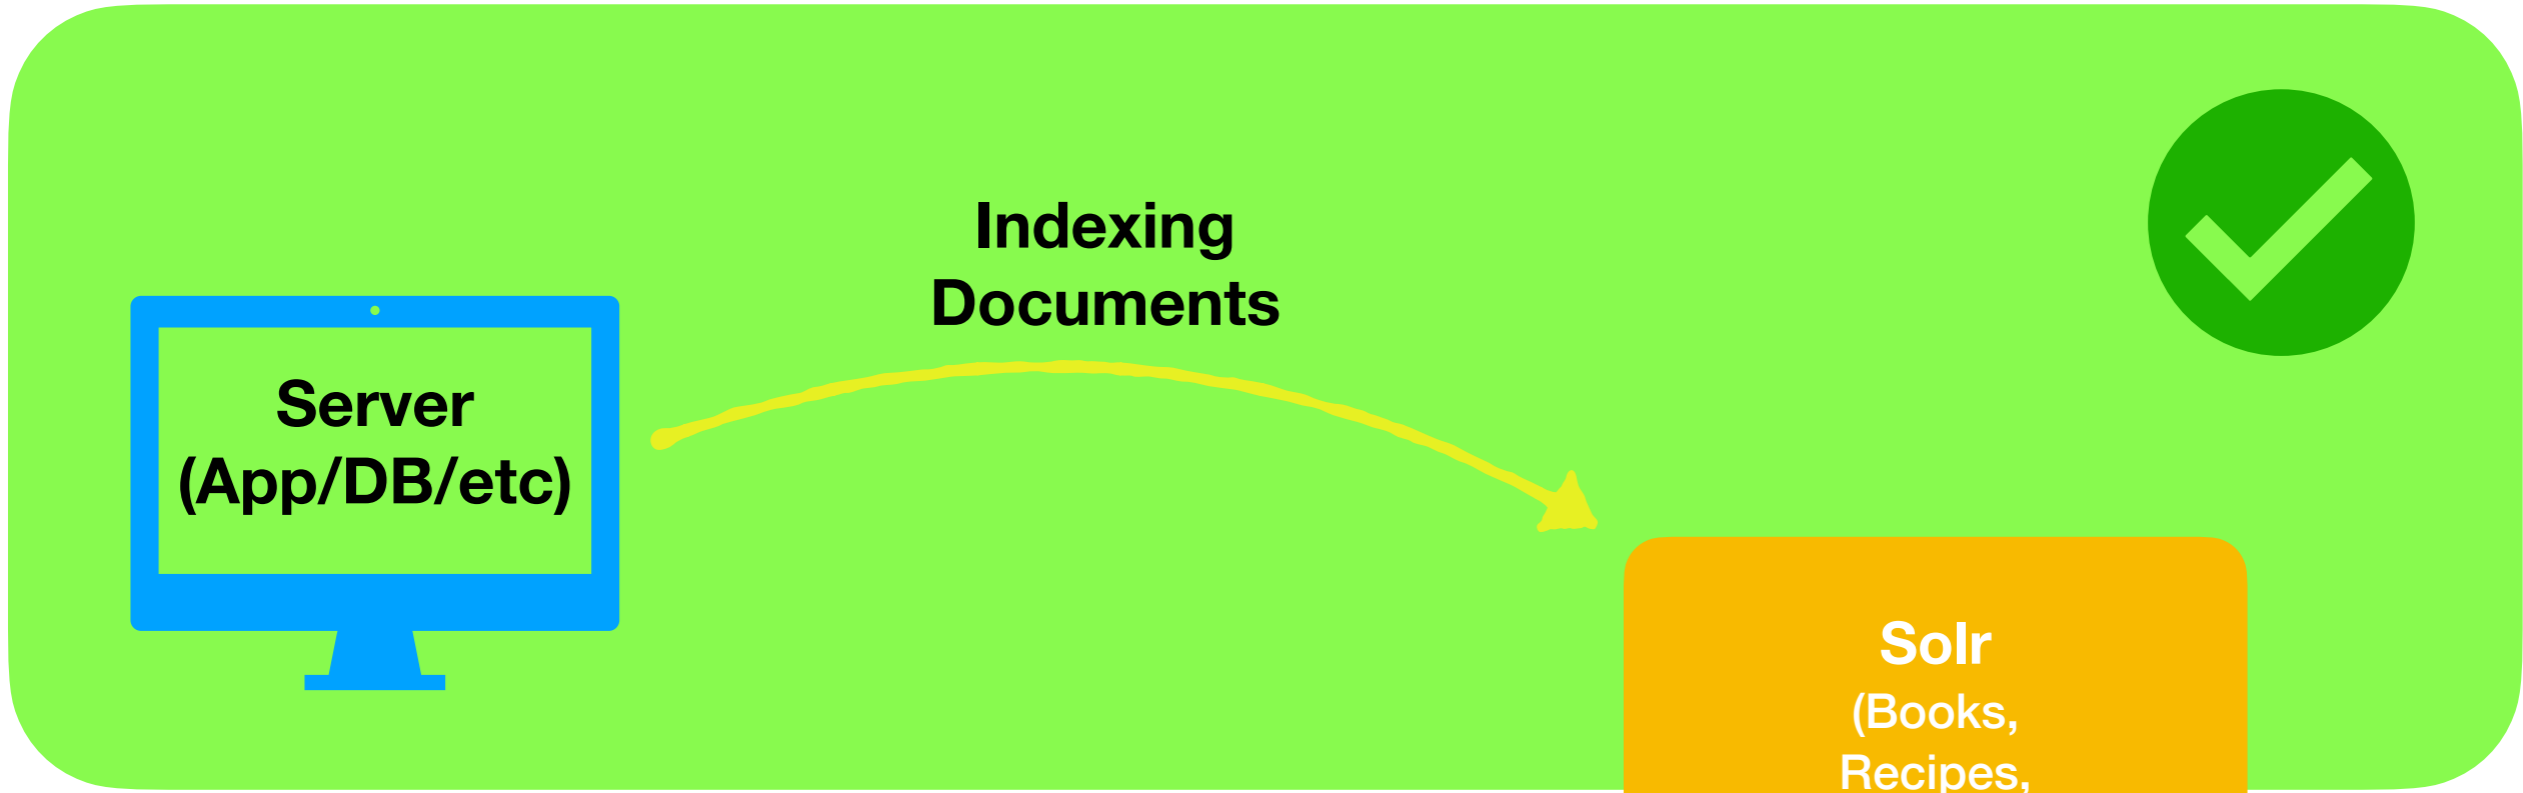 Indexing
Documents
Server
(App/DB/etc)
Solr
(Books,
Recipes,